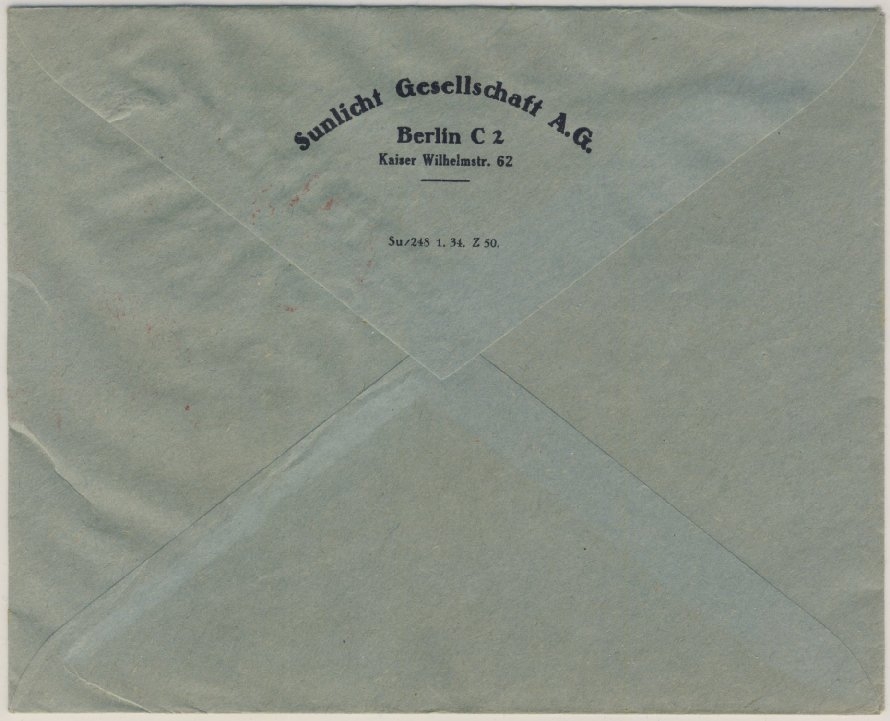 Sunlicht Gesellschaft A.G.
Berlin C 2
Kaiser Wilhelmstr. 62
Su/248 1. 34. Z 50.